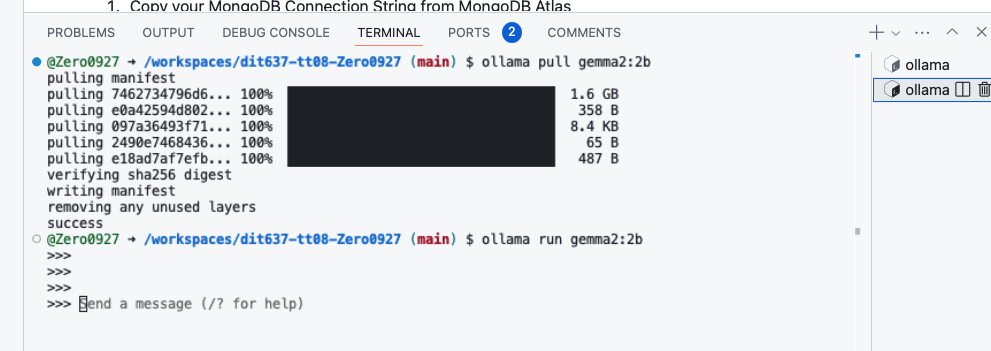 1. Copy your MongoDB Connection String from MongoDB Atlas
PROBLEMS OUTPUT DEBUG CONSOLE TERMINAL PORTS 2 COMMENTS
@Zero0927 → /workspaces/dit637-tt08-Zero0927 (main) $ ollama pull gemma2:2b
pulling manifest
pulling 7462734796d6... 100% 1.6 GB
pulling e0a42594d802... 100% 358 B
pulling 097a36493f71... 100% 8.4 KB
pulling 2490e7468436... 100% 65 B
pulling e18ad7af7efb... 100% 487 B
verifying sha256 digest
writing manifest
removing any unused layers
success
@Zero0927 → /workspaces/dit637-tt08-Zero0927 (main) $ ollama run gemma2:2b
>>>
>>>
>>>
>>> Send a message (/? for help)
ollama
ollama